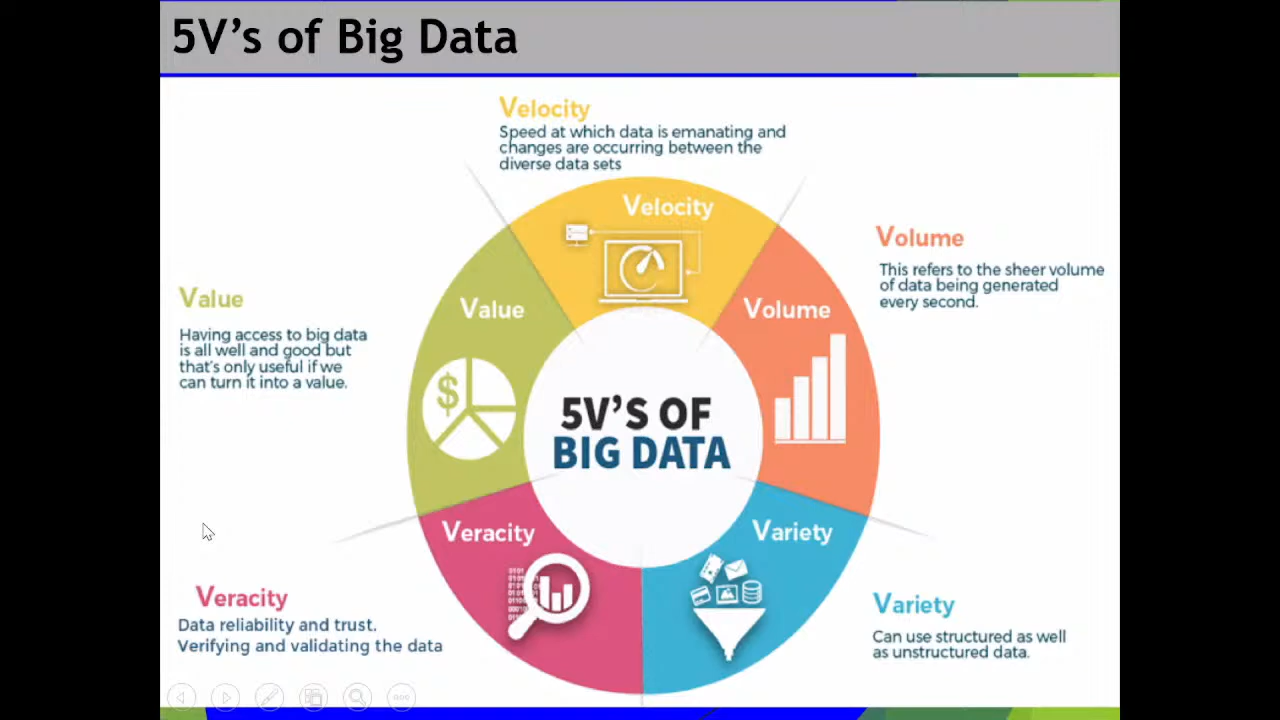 5V's of Big Data
Velocity
Speed at which data is emanating and
changes are occurring between the
diverse data sets
Velocity
Volume
This refers to the sheer volume
of data being generated
every second.
Value
Having access to big data
is all well and good but
that's only useful if we
can turn it into a value.
Value
$
Volume
5V'S OF
BIG DATA
Veracity
Variety
Veracity
Data reliability and trust.
Verifying and validating the data
Variety
Can use structured as well
as unstructured data.